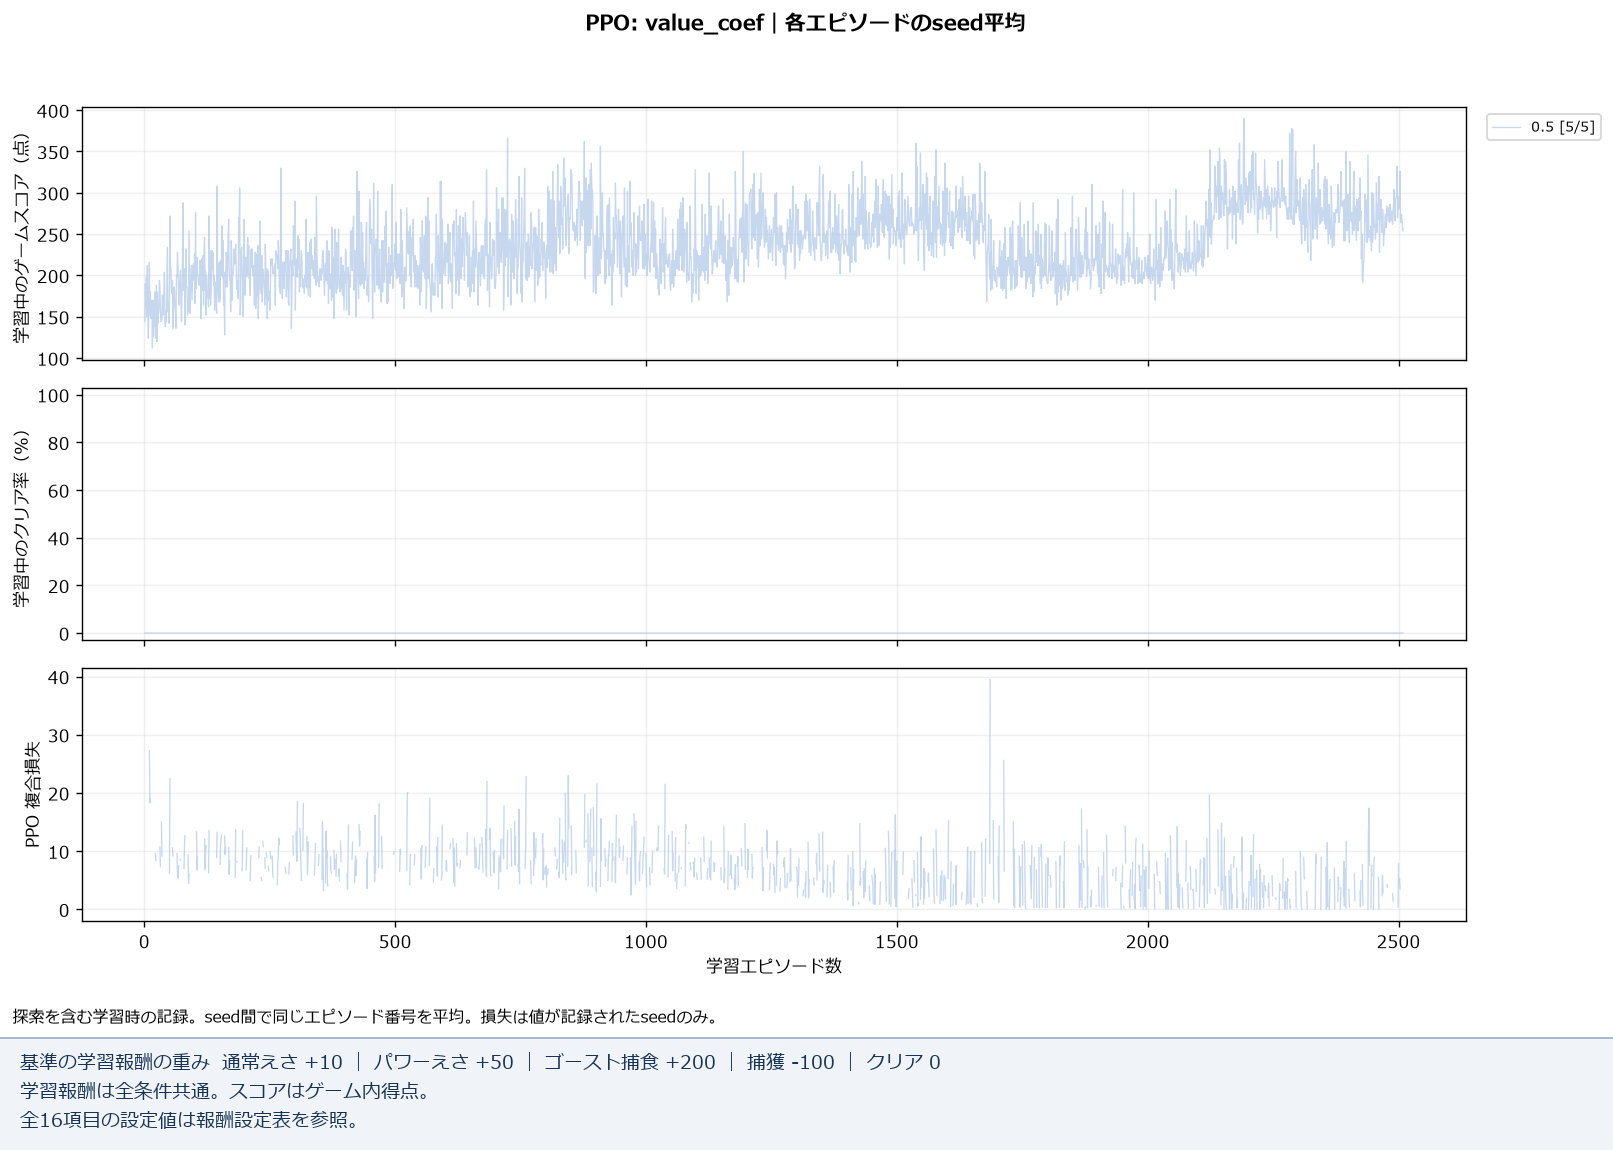 PPO: value_coef｜各エピソードのseed平均
0.5 [5/5]
学習中のゲームスコア（点）
400
350
300
250
200
150
100
学習中のクリア率（%）
100
80
60
40
20
0
PPO 複合損失
40
30
20
10
0
0 500 1000 1500 2000 2500
学習エピソード数
探索を含む学習時の記録。seed間で同じエピソード番号を平均。損失は値が記録されたseedのみ。
基準の学習報酬の重み 通常えさ +10 ｜ パワーえさ +50 ｜ ゴースト捕食 +200 ｜ 捕獲 -100 ｜ クリア 0
学習報酬は全条件共通。スコアはゲーム内得点。
全16項目の設定値は報酬設定表を参照。